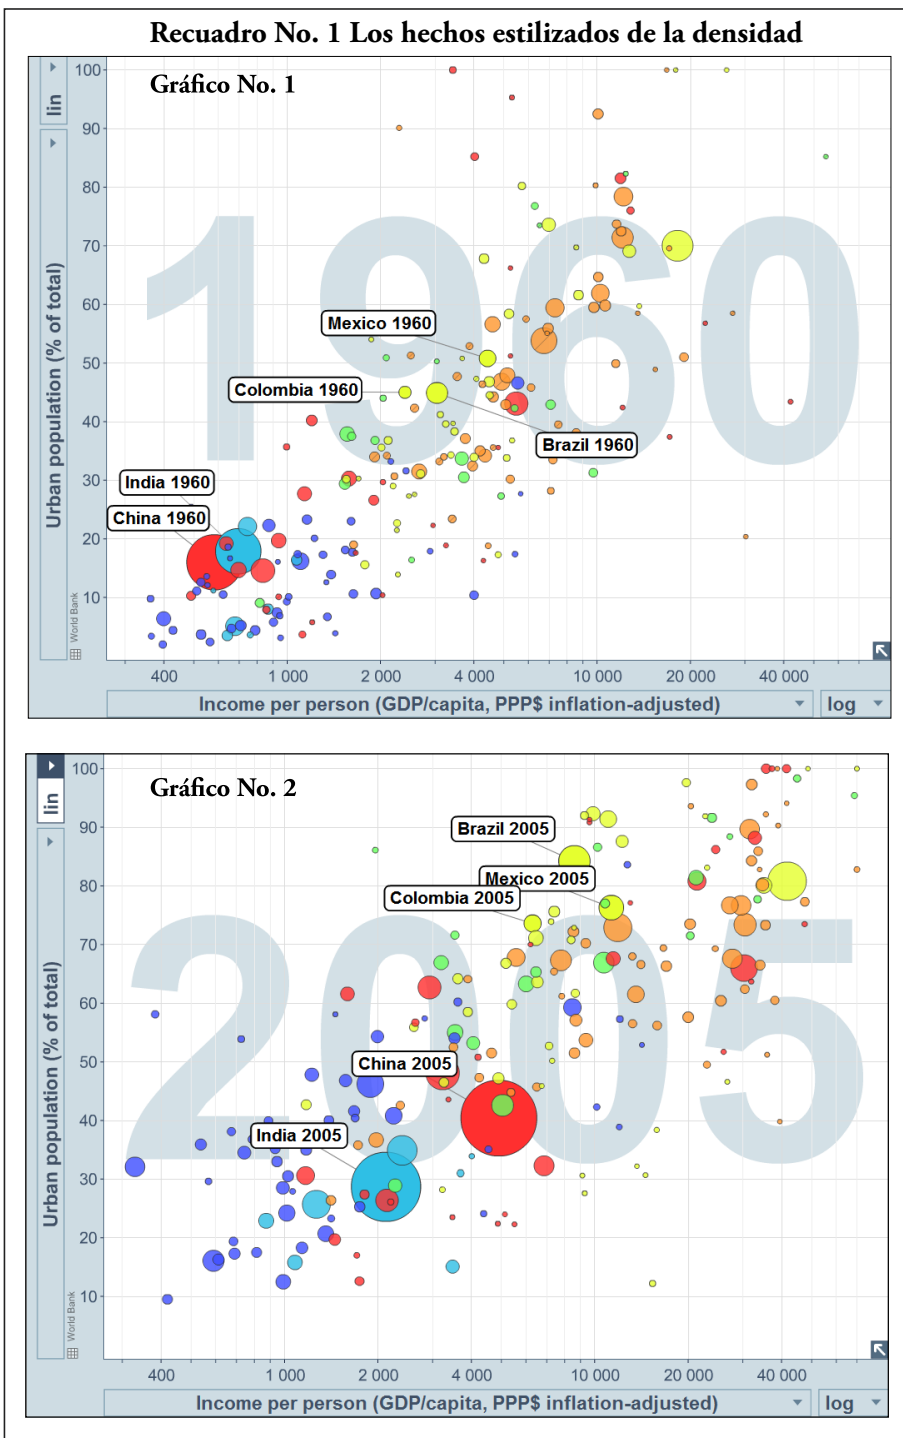 Recuadro No. 1 Los hechos estilizados de la densidad
Gráfico No. 1
1960
lin
Urban population (% of total)
World Bank
100
90
80
70
60
50
40
30
20
10
Mexico 1960
Colombia 1960
Brazil 1960
India 1960
China 1960
400 1 000 2 000 4 000 10 000 20 000 40 000
Income per person (GDP/capita, PPP$ inflation-adjusted) log
Gráfico No. 2
2005
lin
Urban population (% of total)
World Bank
100
90
80
70
60
50
40
30
20
10
Brazil 2005
Mexico 2005
Colombia 2005
China 2005
India 2005
400 1 000 2 000 4 000 10 000 20 000 40 000
Income per person (GDP/capita, PPP$ inflation-adjusted) log